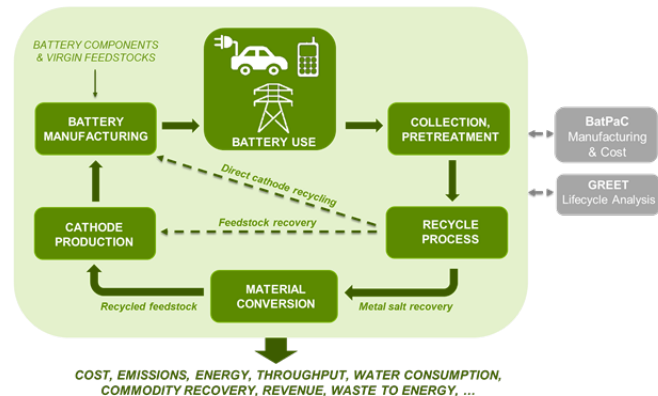 BATTERY COMPONENTS
& VIRGIN FEEDSTOCKS
BATTERY
MANUFACTURING
BATTERY USE
COLLECTION,
PRETREATMENT
BatPaC
Manufacturing
& Cost
GREET
Lifecycle Analysis
Direct cathode recycling
Feedstock recovery
CATHODE
PRODUCTION
RECYCLE
PROCESS
MATERIAL
CONVERSION
Recycled feedstock
Metal salt recovery
COST, EMISSIONS, ENERGY, THROUGHPUT, WATER CONSUMPTION,
COMMODITY RECOVERY, REVENUE, WASTE TO ENERGY, ...